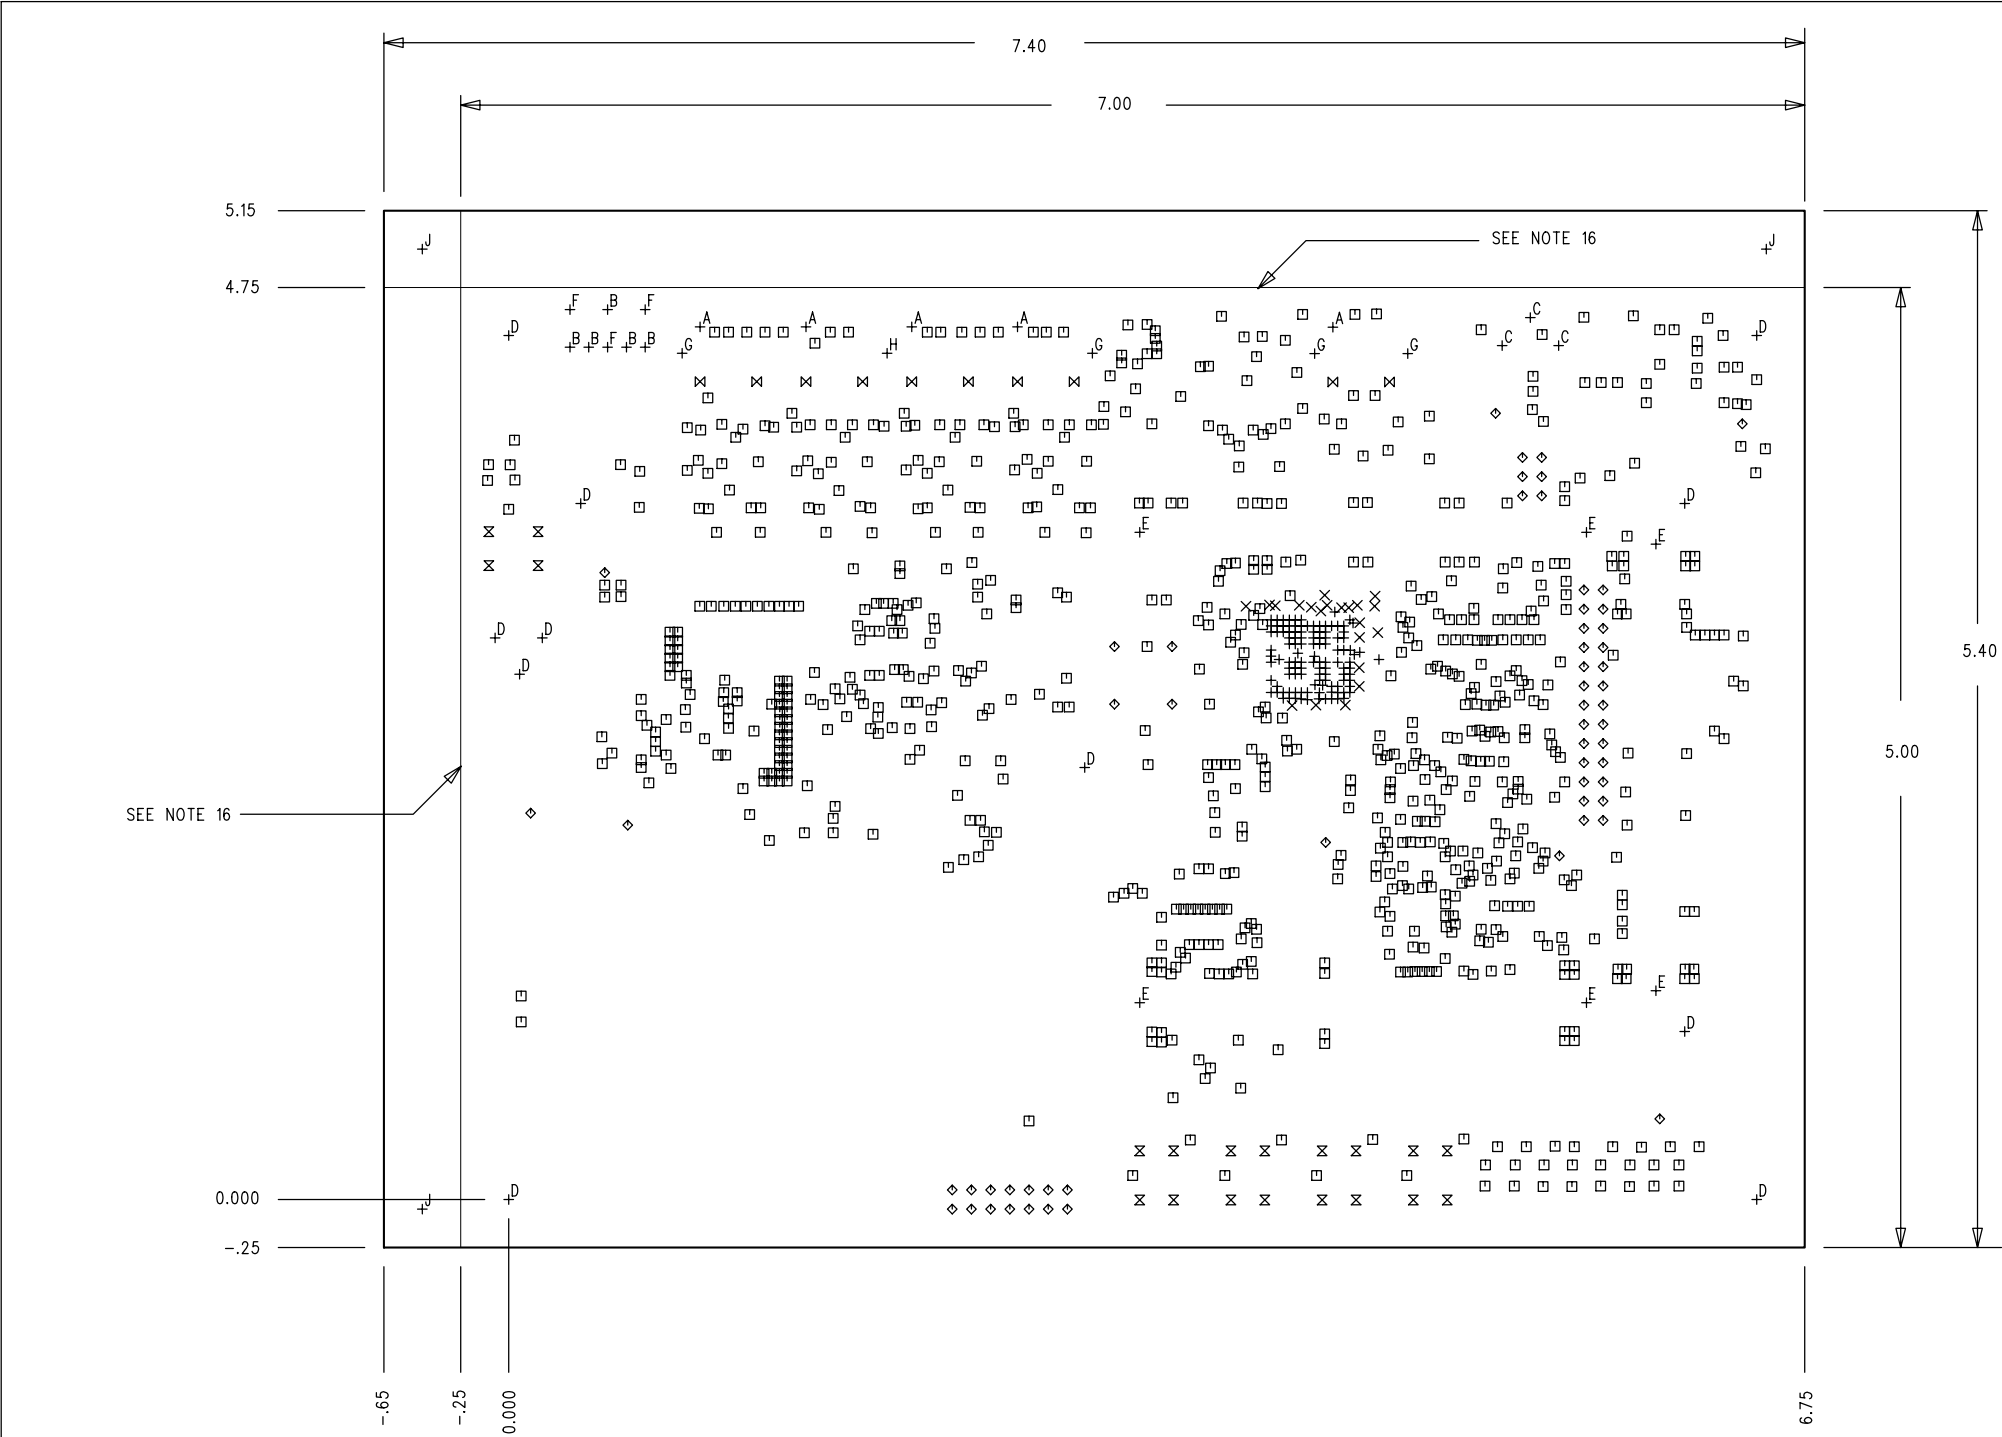 7.40
7.00
5.15
SEE NOTE 16
J J
4.75
F B F
A A A A A C
D D
B B F B B G H G G G C C
D D
E E E
5.40
D D
D
5.00
D
SEE NOTE 16
E E E
D
0.000 J D D
-.25
-.65 -.25 0.000 6.75